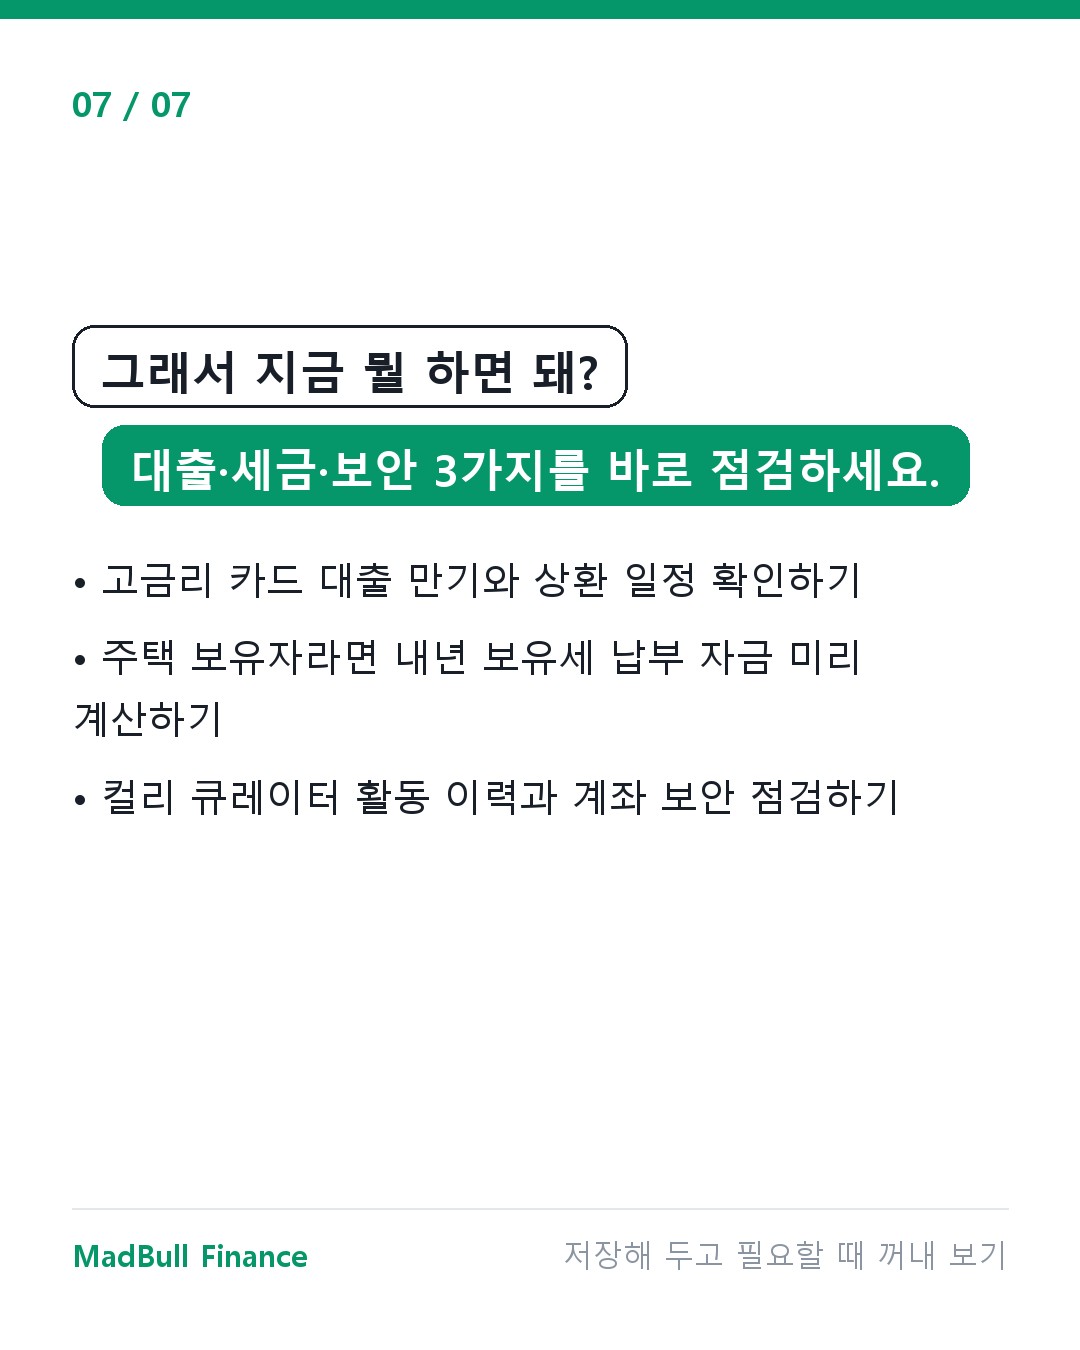 07 / 07
그래서 지금 뭘 하면 돼?
대출·세금·보안 3가지를 바로 점검하세요.
• 고금리 카드 대출 만기와 상환 일정 확인하기
• 주택 보유자라면 내년 보유세 납부 자금 미리
계산하기
• 컬리 큐레이터 활동 이력과 계좌 보안 점검하기
MadBull Finance
저장해 두고 필요할 때 꺼내 보기